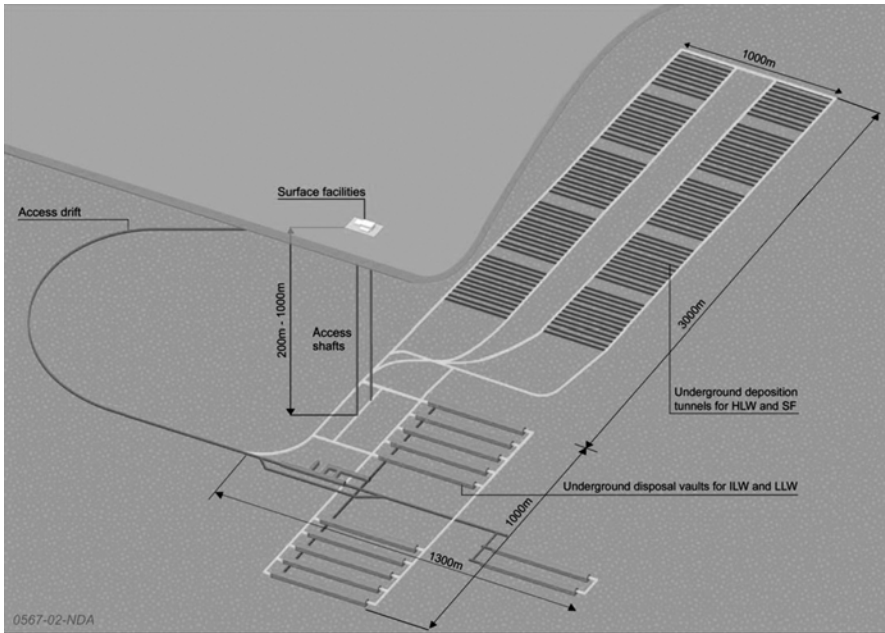 1000m
Surface facilities
Access drift
200m - 1000m
Access
shafts
3000m
Underground deposition
tunnels for HLW and SF
Underground disposal vaults for ILW and LLW
1000m
1300m
0567-02-NDA